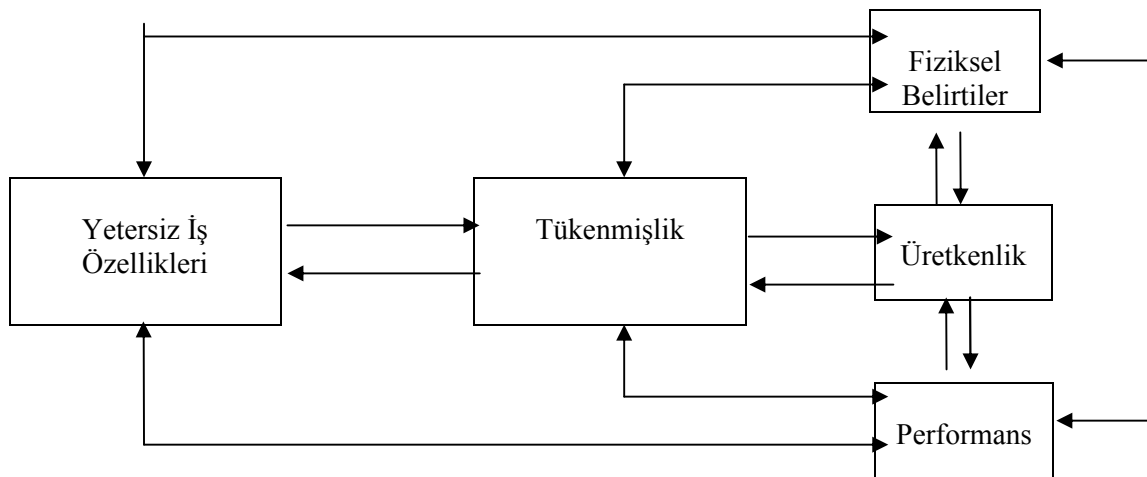 Fiziksel
Belirtiler
Yetersiz İş
Özellikleri
Tükenmişlik
Üretkenlik
Performans